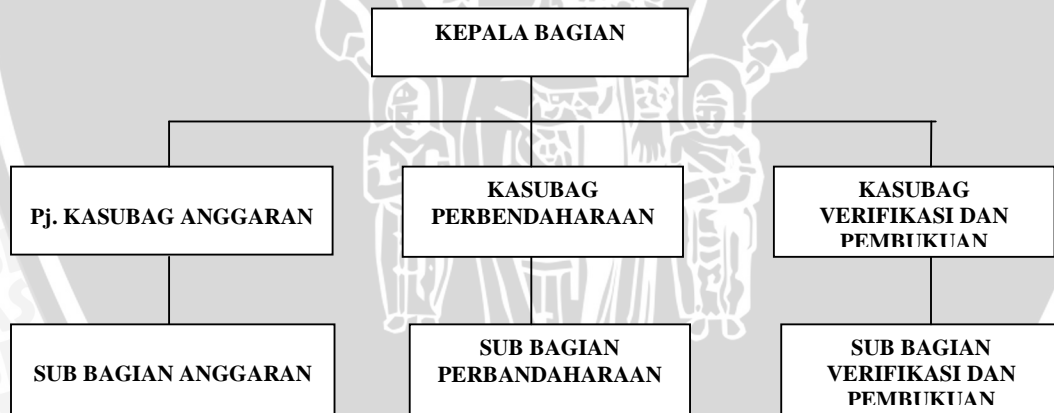 KEPALA BAGIAN
Pj. KASUBAG ANGGARAN
KASUBAG
PERBENDAHARAAN
KASUBAG
VERIFIKASI DAN
PEMBUKUAN
SUB BAGIAN ANGGARAN
SUB BAGIAN
PERBANDAHARAAN
SUB BAGIAN
VERIFIKASI DAN
PEMBUKUAN